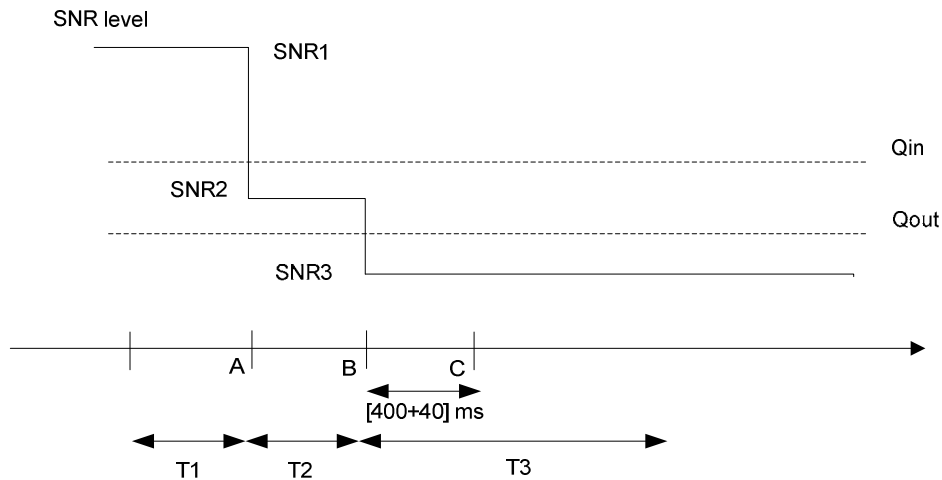 SNR level
SNR1
Qin
SNR2
Qout
SNR3
A
B
C
[400+40] ms
T1
T2
T3